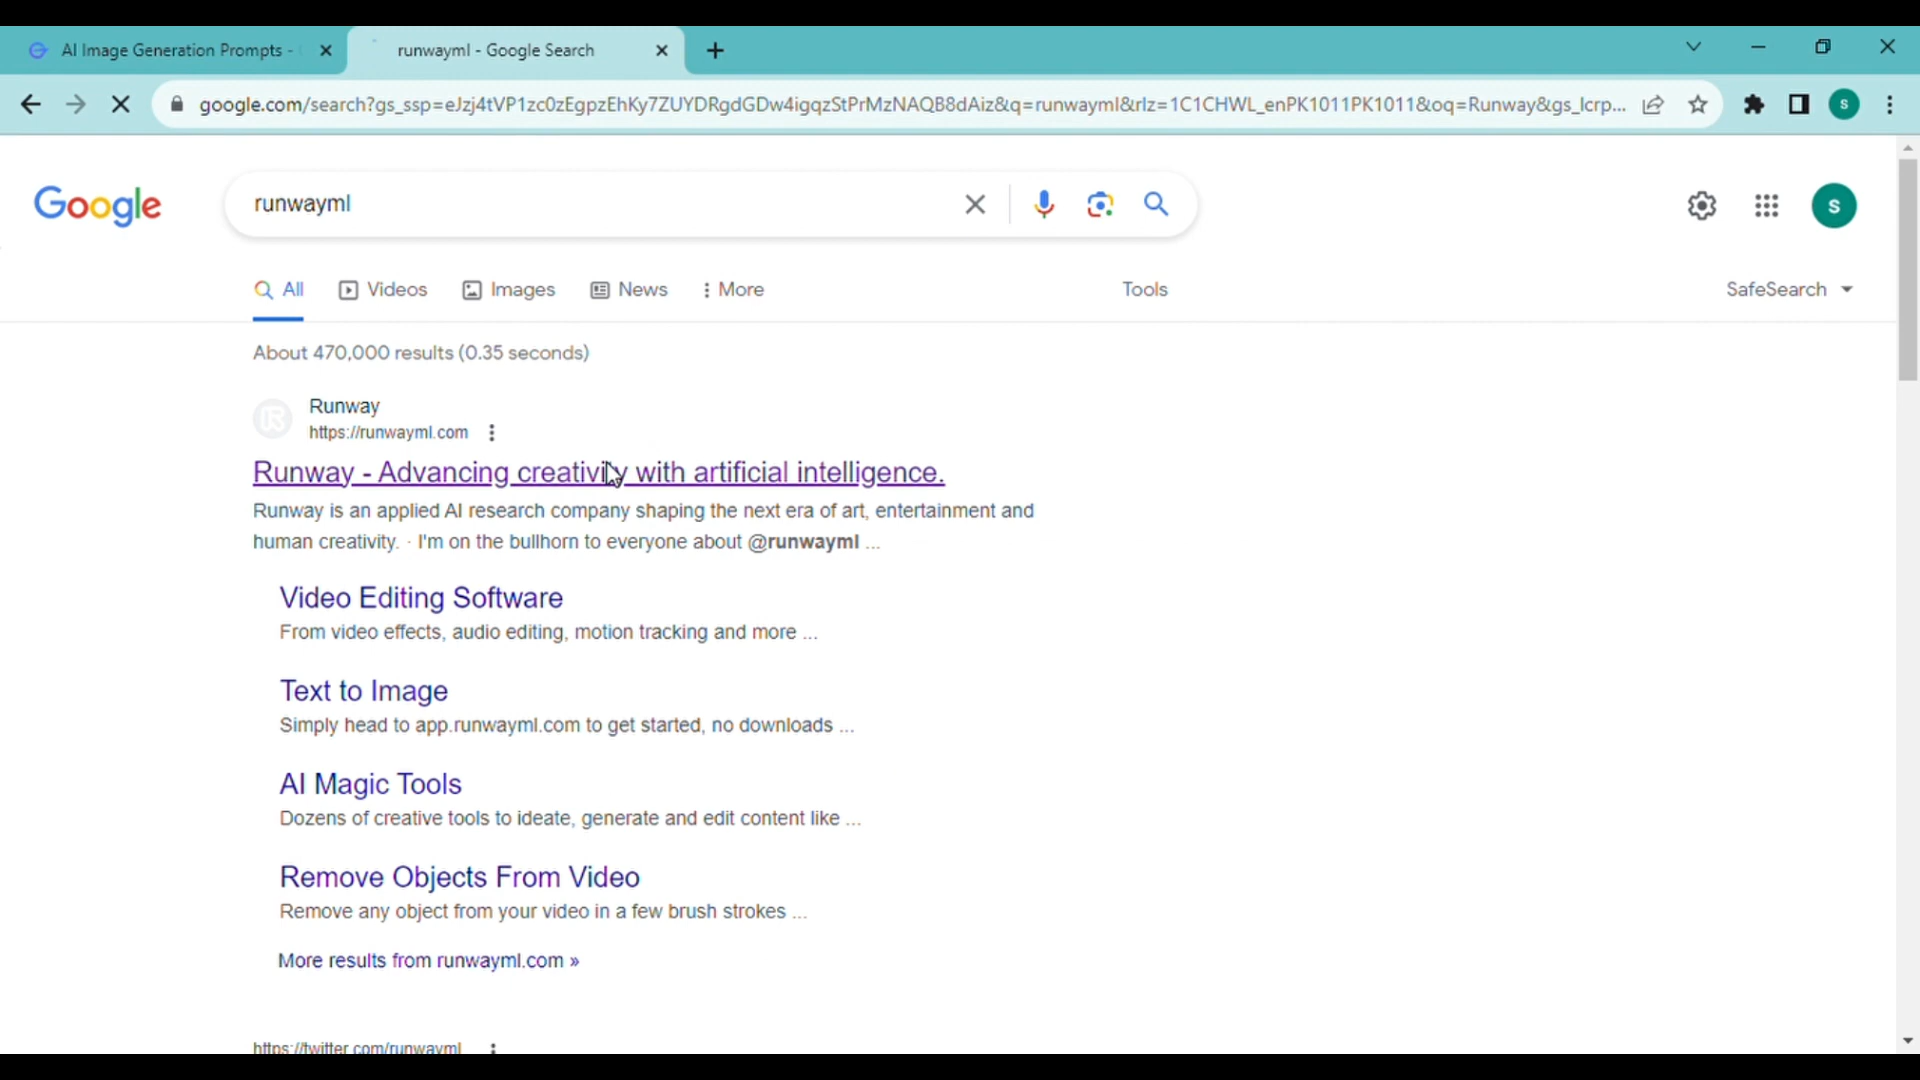 AI Image Generation Prompts -
runwayml - Google Search
google.com/search?gs_ssp=eJzj4tVP1zc0zEgpzEhKy7ZUYDRgdGDw4igqzStPrMzNAQB8dAiz&q=runwayml&rlz=1C1CHWL_enPK1011PK1011&oq=Runway&gs_lcrp...
S
Google
runwayml
S
All
Videos
Images
News
More
Tools
SafeSearch
About 470,000 results (0.35 seconds)
Runway
https://runwayml.com
Runway - Advancing creativity with artificial intelligence.
Runway is an applied AI research company shaping the next era of art, entertainment and
human creativity. · I'm on the bullhorn to everyone about @runwayml ...
Video Editing Software
From video effects, audio editing, motion tracking and more ...
Text to Image
Simply head to app.runwayml.com to get started, no downloads ...
AI Magic Tools
Dozens of creative tools to ideate, generate and edit content like ...
Remove Objects From Video
Remove any object from your video in a few brush strokes ...
More results from runwayml.com »
https://twitter.com/runwayml